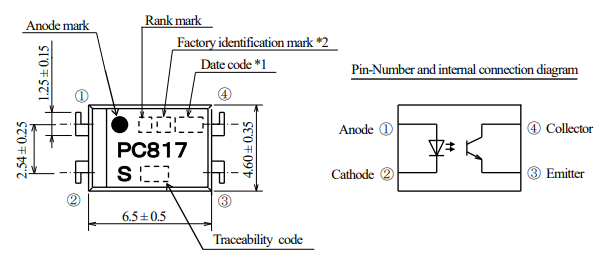 Rank mark
Anode mark
Factory identification mark *2
Date code *1
1.25 ± 0.15
2.54 ± 0.25
①
④
PC817
S
4.60 ± 0.35
②
③
6.5 ± 0.5
Traceability code
Pin-Number and internal connection diagram
Anode ①
④ Collector
Cathode ②
③ Emitter